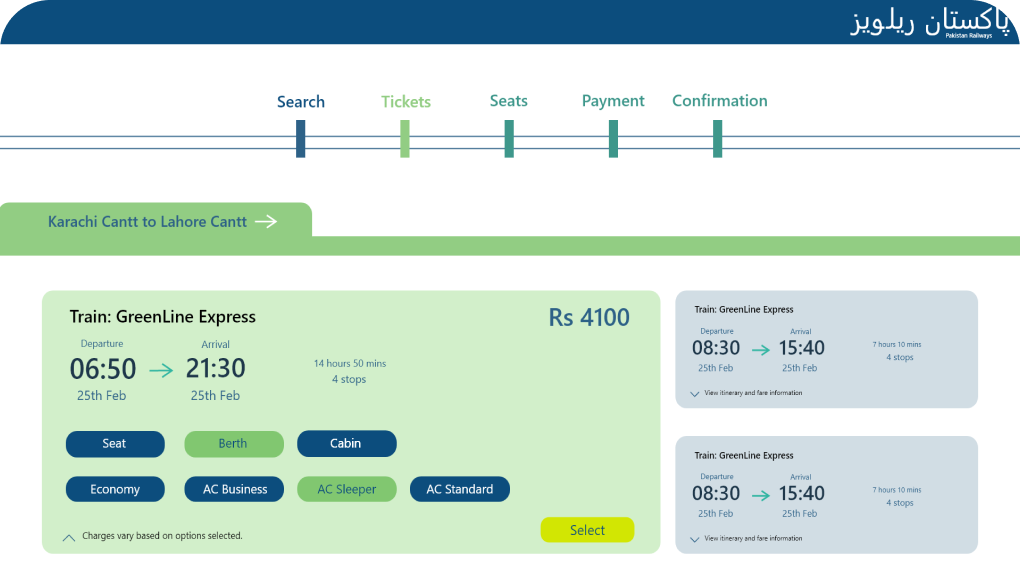 پاکستان ریلویز
Pakistan Railways
Search
Tickets
Seats
Payment
Confirmation
Karachi Cantt to Lahore Cantt
Train: GreenLine Express
Rs 4100
Departure
Arrival
06:50
21:30
25th Feb
25th Feb
14 hours 50 mins
4 stops
Seat
Berth
Cabin
Economy
AC Business
AC Sleeper
AC Standard
Charges vary based on options selected.
Select
Train: GreenLine Express
Departure
Arrival
08:30
15:40
25th Feb
25th Feb
7 hours 10 mins
4 stops
View itinerary and fare information
Train: GreenLine Express
Departure
Arrival
08:30
15:40
25th Feb
25th Feb
7 hours 10 mins
4 stops
View itinerary and fare information